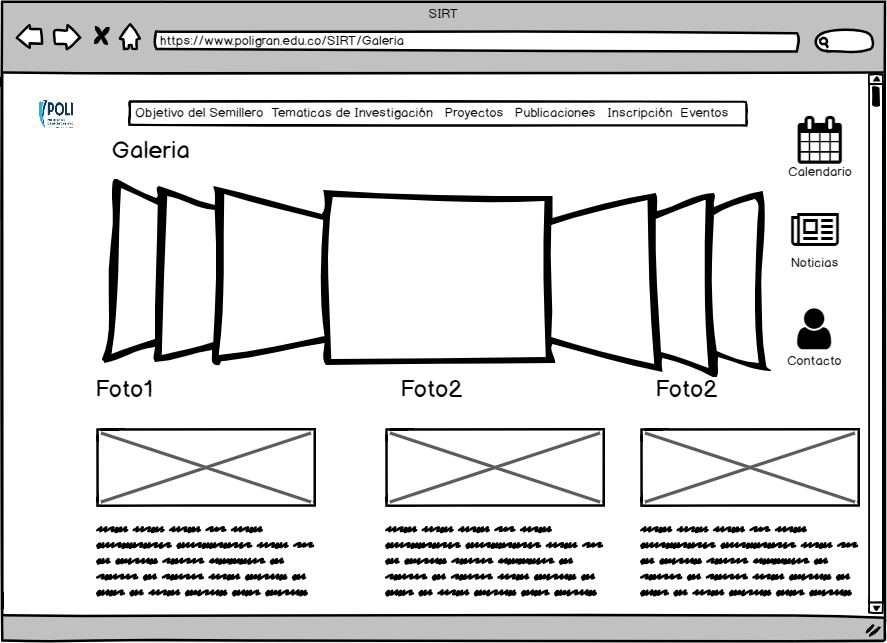 SIRT
https://www.poligran.edu.co/SIRT/Galeria
POLI
Objetivo del Semillero Tematicas de Investigación Proyectos Publicaciones Inscripción Eventos
Galeria
Calendario
Noticias
Contacto
Foto1 Foto2 Foto2